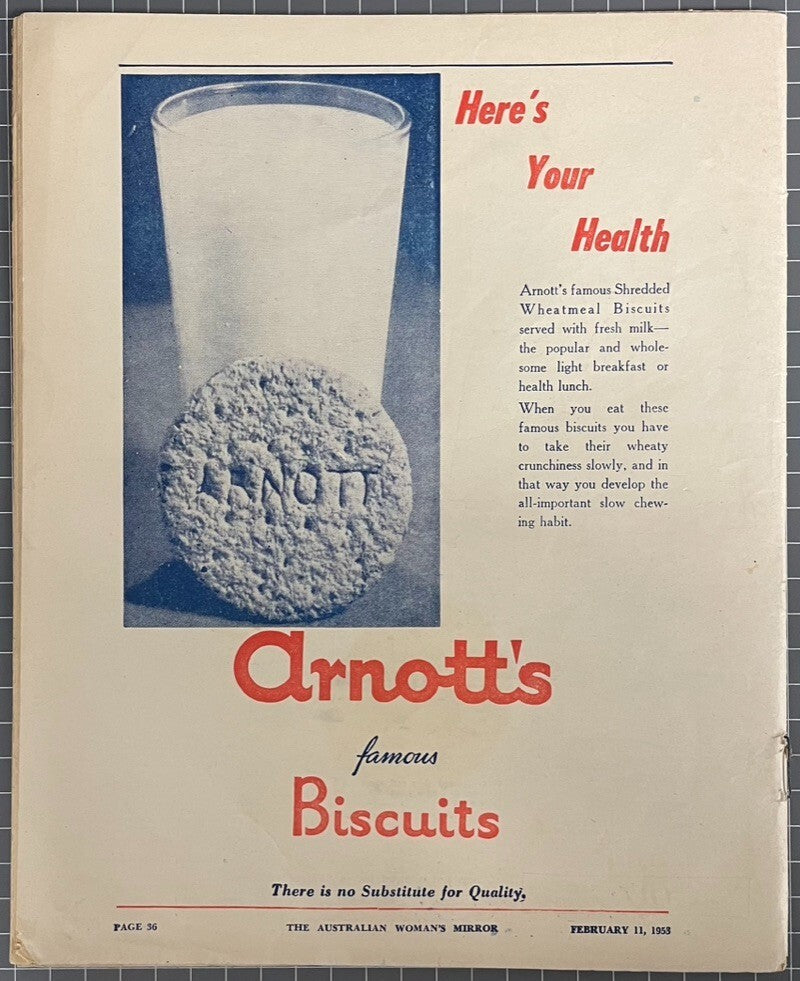 Here's
Your
Health
Arnott's famous Shredded
Wheatmeal Biscuits
served with fresh milk—
the popular and whole-
some light breakfast or
health lunch.
When you eat these
famous biscuits you have
to take their wheaty
crunchiness slowly, and in
that way you develop the
all-important slow chew-
ing habit.
ARNOTT
Arnott's
famous
Biscuits
There is no Substitute for Quality,
PAGE 36 THE AUSTRALIAN WOMAN'S MIRROR FEBRUARY 11, 1953